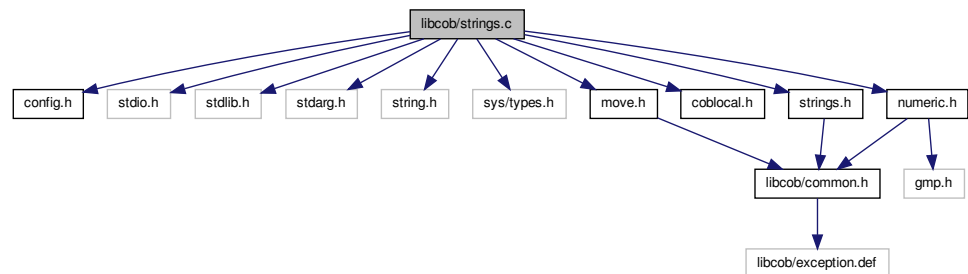 libcob/strings.c
config.h
stdio.h
stdlib.h
stdarg.h
string.h
sys/types.h
move.h
coblocal.h
strings.h
numeric.h
libcob/common.h
gmp.h
libcob/exception.def